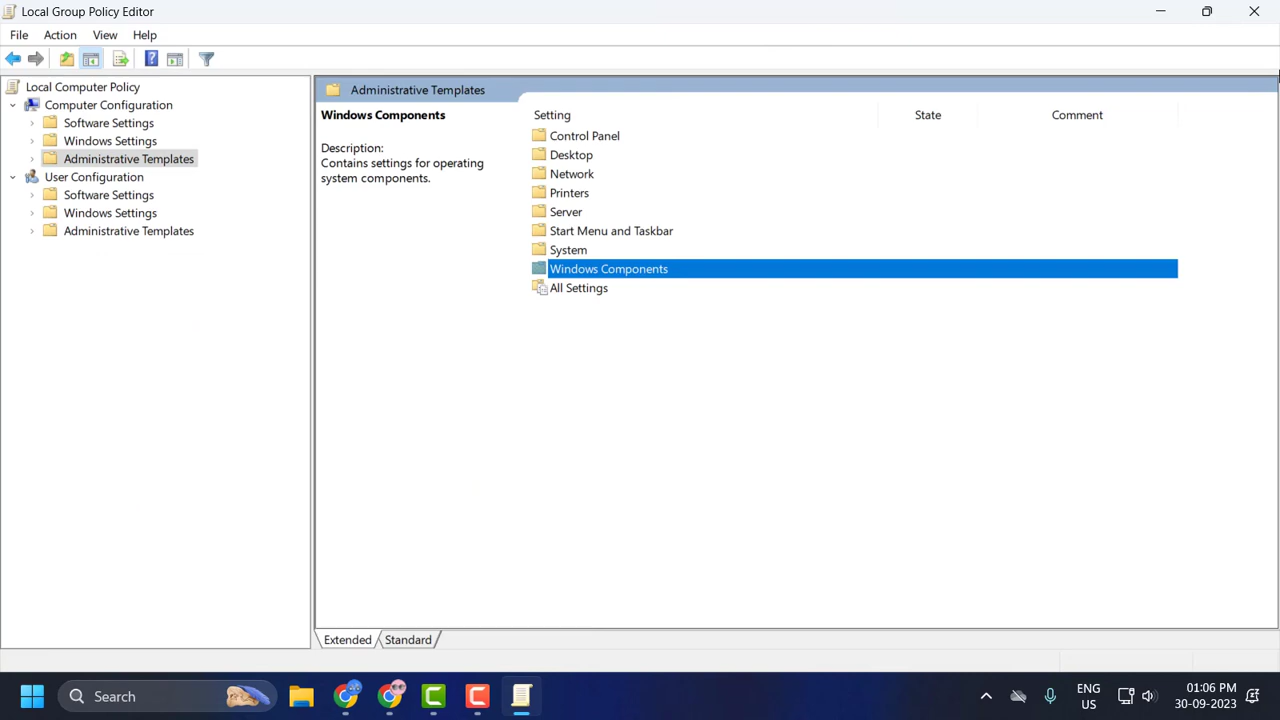 Local Group Policy Editor
File Action View Help
Local Computer Policy
Computer Configuration
Software Settings
Windows Settings
Administrative Templates
User Configuration
Software Settings
Windows Settings
Administrative Templates
Administrative Templates
Windows Components
Description:
Contains settings for operating
system components.
Setting State Comment
Control Panel
Desktop
Network
Printers
Server
Start Menu and Taskbar
System
Windows Components
All Settings
Extended Standard
Search
ENG
US
01:06 PM
30-09-2023